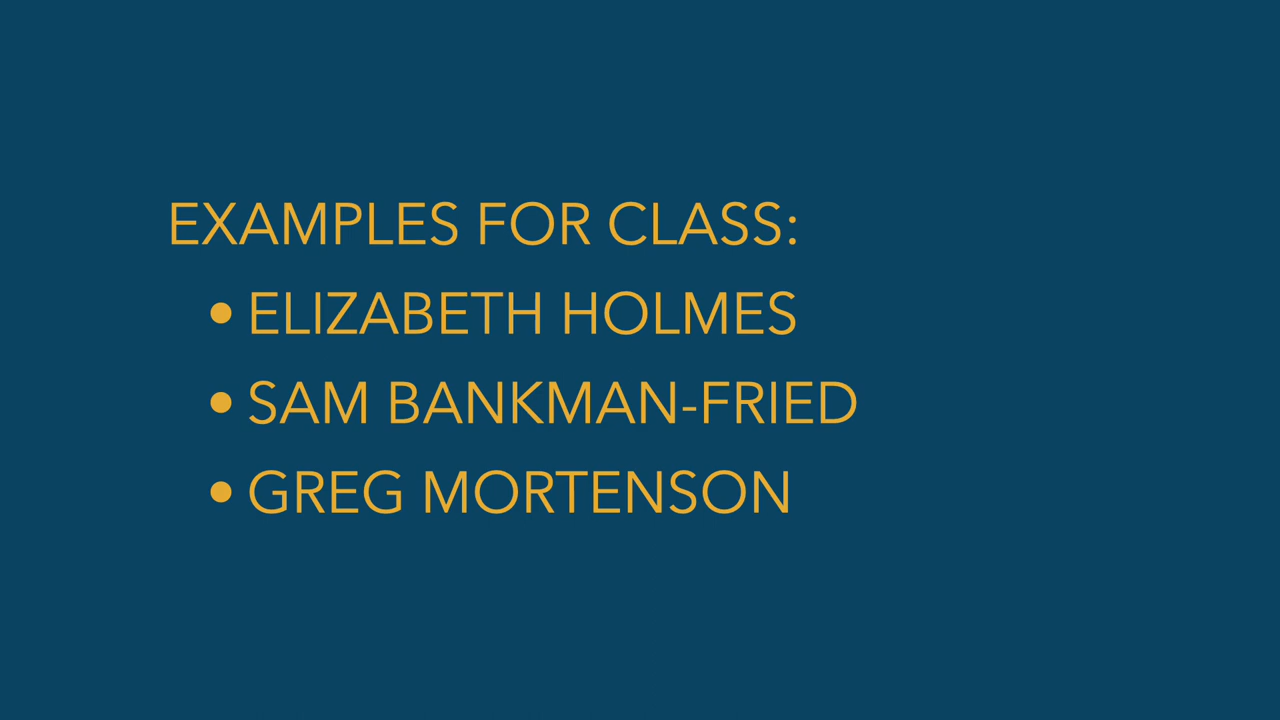 EXAMPLES FOR CLASS:
• ELIZABETH HOLMES
• SAM BANKMAN-FRIED
• GREG MORTENSON